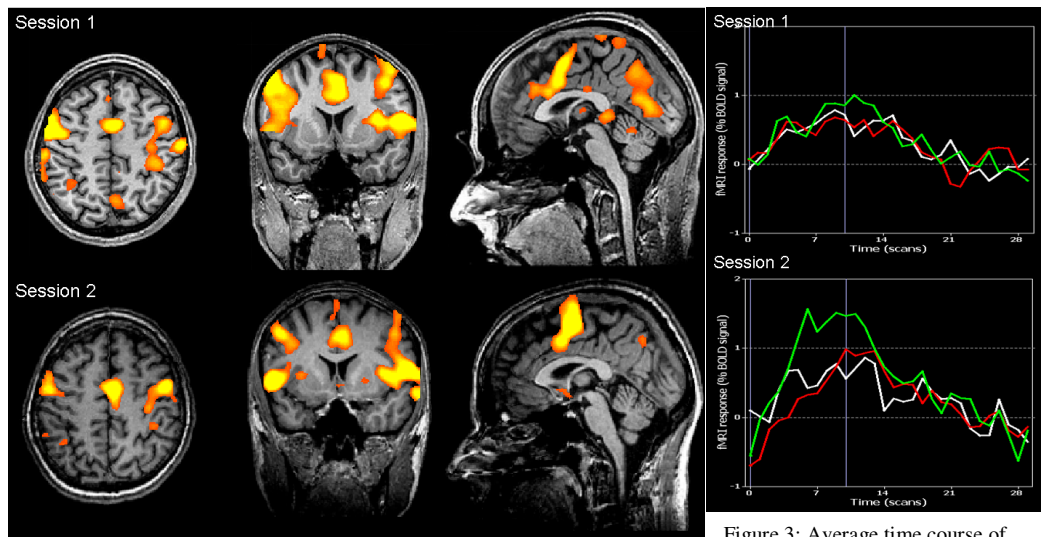 Session 1
Session 2
Session 1
2
1
0
-1
fMRI response (% BOLD signal)
0
7
14
21
28
Time (scans)
Session 2
2
1
0
-1
fMRI response (% BOLD signal)
0
7
14
21
28
Time (scans)
Figure 3: Average time course of